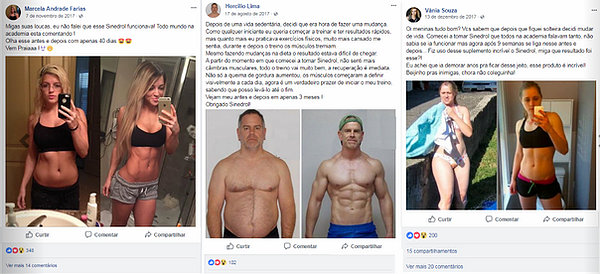 Marcela Andrade Farias
7 de novembro de 2017
Migas suas loucas, eu não falei que esse Sinedrol funcionava! Todo mundo na
academia esta comentando !
Olha esse antes e depois com apenas 40 dias
Vem Praiaaa !
Curtir Comentar Compartilhar
340
Ver mais 14 comentários
Hercílio Lima
17 de agosto de 2017
Depois de uma vida sedentária, decidi que era hora de fazer uma mudança.
Como qualquer iniciante eu queria começar a treinar e ter resultados rápidos,
mas quanto mais eu praticava exercícios físicos, muito mais cansado me
sentia, durante e depois do treino os músculos tremiam.
Mesmo fazendo mudanças na dieta o resultado estava difícil de chegar.
A partir do momento em que comecei a tomar Sinedrol, não senti mais
câimbras musculares, todo o treino vai muito bem, a recuperação é imediata.
Não só a queima de gordura aumentou, os músculos começaram a definir
visivelmente a cada dia, agora é um verdadeiro prazer de iniciar o meu treino,
sabendo que posso levá-lo até o fim.
Vejam meu antes e depois em apenas 3 meses !
Obrigado Sinedrol!
Curtir Comentar Compartilhar
102
Vânia Souza
13 de dezembro de 2017
Oi meninas tudo bom? Vcs sabem que depois que fiquei solteira decidi mudar
de vida. Comecei a tomar Sinedrol que todos na academia falavam tanto, não
sabia se ia funcionar mas agora após 9 semanas se liga nesse antes e
depois... Fiz uso desse suplemento incrível o Sinedrol, miga que resultado foi
esse?!
Eu acho que ia demorar anos pra ficar desse jeito, esse produto é incrível!
Beijinho pras inimigas, chora não coleguinha!
Curtir Comentar Compartilhar
200
15 compartilhamentos
Ver mais 20 comentários